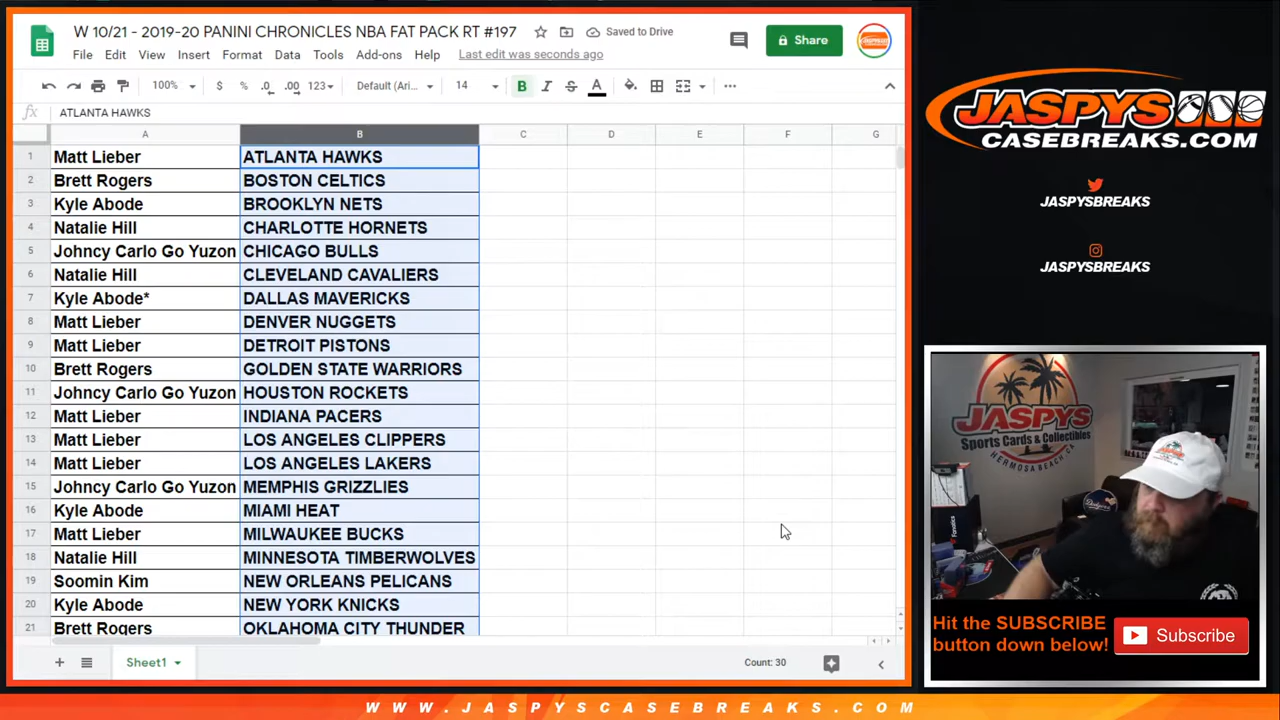 W 10/21 - 2019-20 PANINI CHRONICLES NBA FAT PACK RT #197
Saved to Drive
Share
File Edit View Insert Format Data Tools Add-ons Help Last edit was seconds ago
100% $ % .0 .00 123 Default (Ari... 14 B I S A
fx ATLANTA HAWKS
A B C D E F G
1 Matt Lieber ATLANTA HAWKS
2 Brett Rogers BOSTON CELTICS
3 Kyle Abode BROOKLYN NETS
4 Natalie Hill CHARLOTTE HORNETS
5 Johncy Carlo Go Yuzon CHICAGO BULLS
6 Natalie Hill CLEVELAND CAVALIERS
7 Kyle Abode* DALLAS MAVERICKS
8 Matt Lieber DENVER NUGGETS
9 Matt Lieber DETROIT PISTONS
10 Brett Rogers GOLDEN STATE WARRIORS
11 Johncy Carlo Go Yuzon HOUSTON ROCKETS
12 Matt Lieber INDIANA PACERS
13 Matt Lieber LOS ANGELES CLIPPERS
14 Matt Lieber LOS ANGELES LAKERS
15 Johncy Carlo Go Yuzon MEMPHIS GRIZZLIES
16 Kyle Abode MIAMI HEAT
17 Matt Lieber MILWAUKEE BUCKS
18 Natalie Hill MINNESOTA TIMBERWOLVES
19 Soomin Kim NEW ORLEANS PELICANS
20 Kyle Abode NEW YORK KNICKS
21 Brett Rogers OKLAHOMA CITY THUNDER
Sheet1
Count: 30
JASPYS
CASEBREAKS.COM
JASPYSBREAKS
JASPYSBREAKS
JASPYS
Sports Cards & Collectibles
HERMOSA BEACH CA
Dodgers
Fanatics
Hit the SUBSCRIBE
button down below!
Subscribe
WWW.JASPYSCASEBREAKS.COM